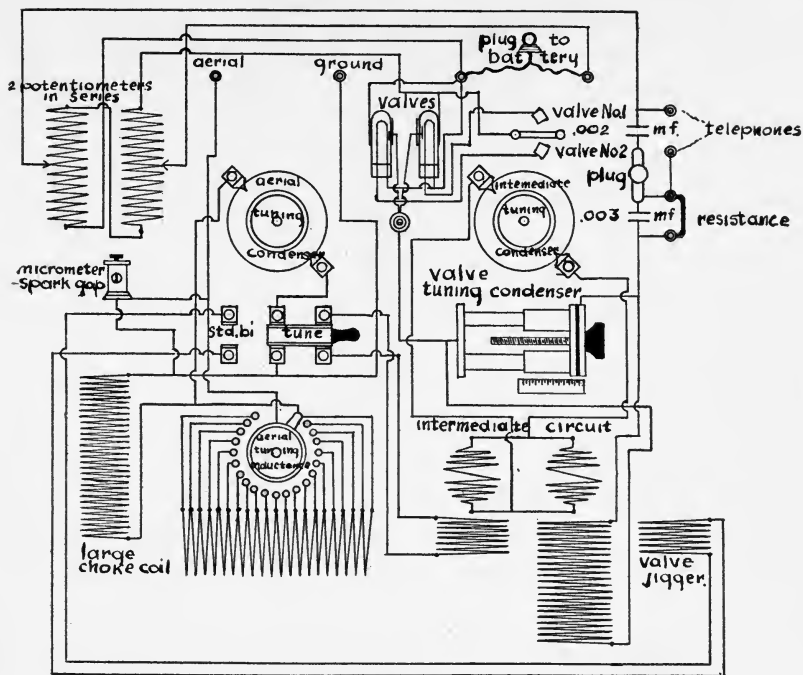 plug to
battery
aerial
ground
2 potentiometers
in series
valves
valve No1
.002
mf.
telephones
valve No2
plug
aerial
tuning
condenser
intemediate
tuning
condenser
.003
mf
resistance
micrometer
-spark gap
valve
tuning condenser
Std.bi
tune
intermediate circuit
aerial
tuning
inductance
large
choke coil
valve
jigger.